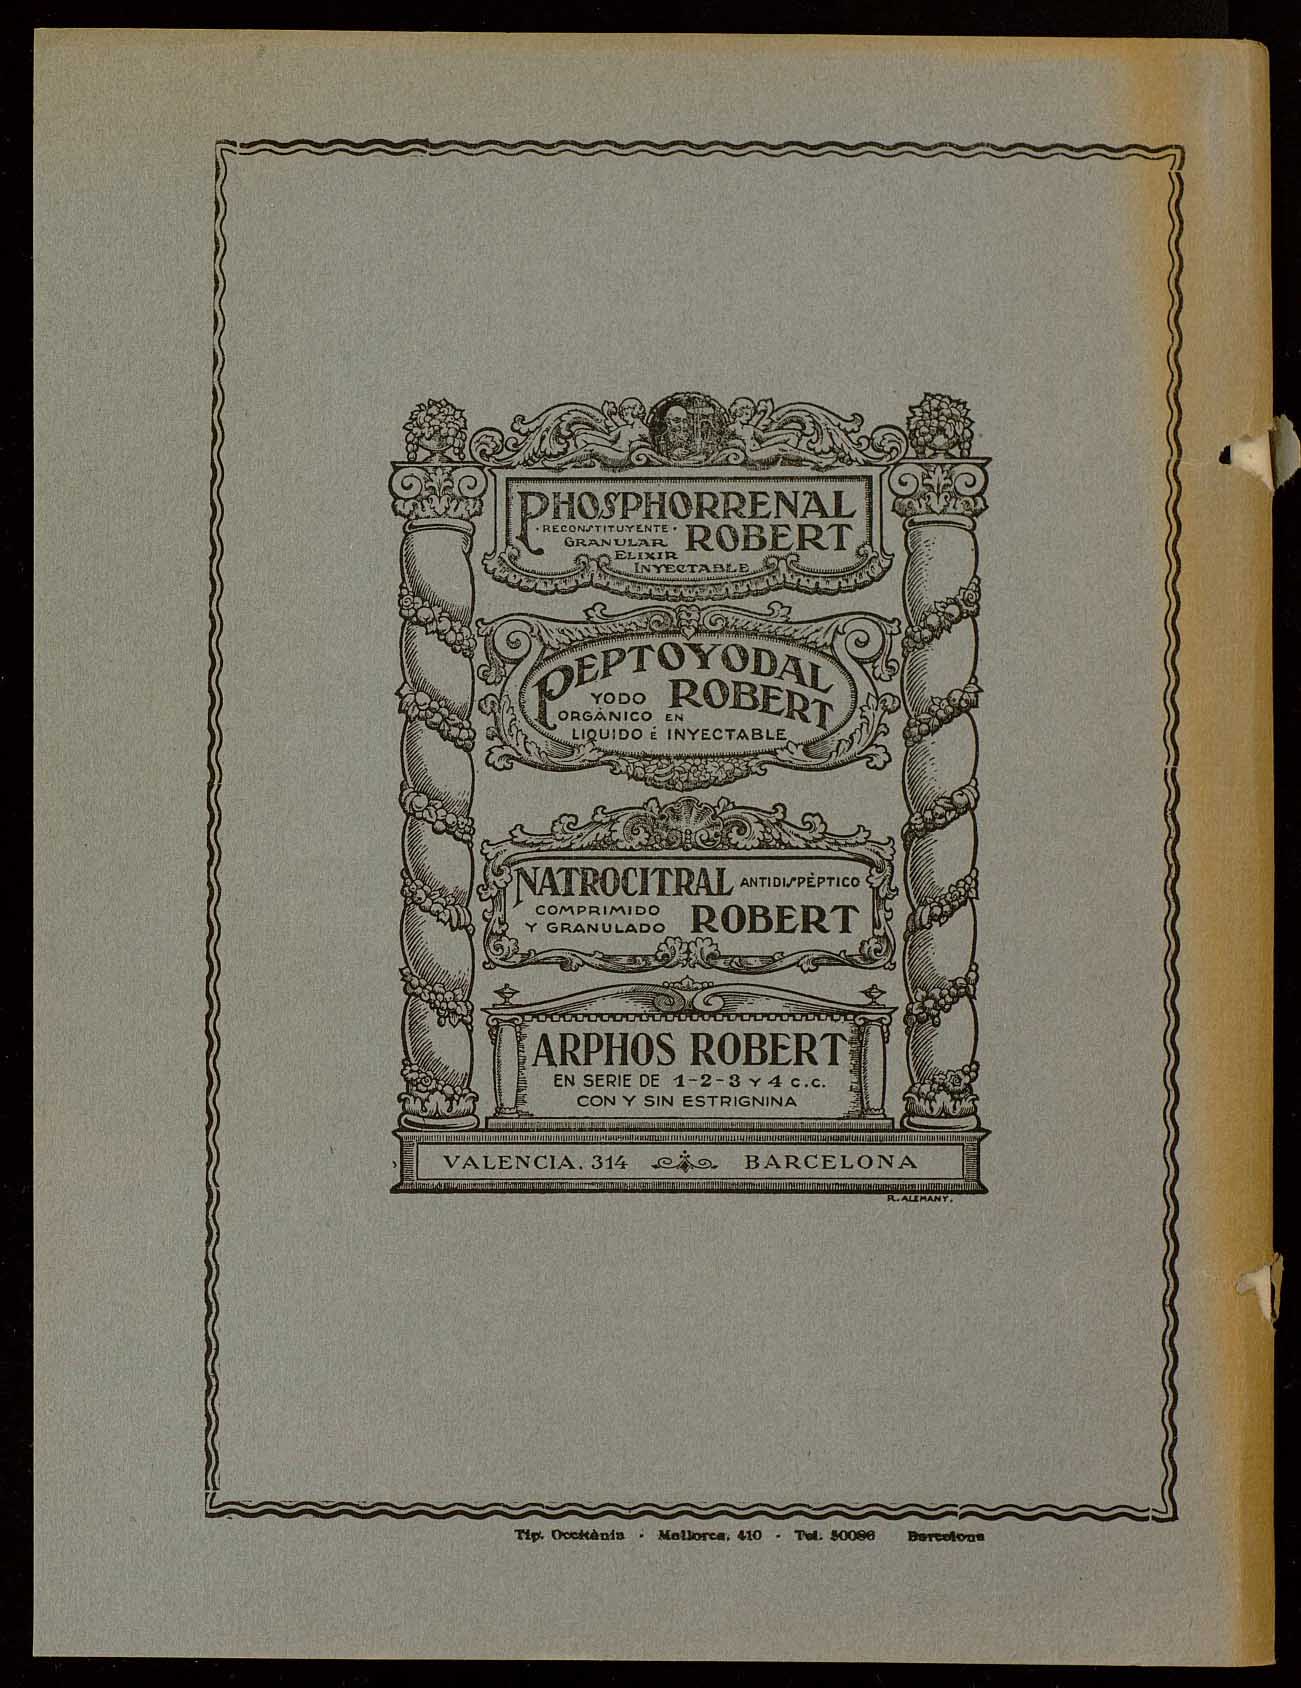 PHOSPHORRENAL
· RECONSTITUYENTE · ROBERT
GRANULAR
ELIXIR
INYECTABLE
PEPTOYODAL
YODO ROBERT
ORGÀNICO EN
LIQUIDO É INYECTABLE
NATROCITRAL ANTIDISPÈPTICO
COMPRIMIDO ROBERT
Y GRANULADO
ARPHOS ROBERT
EN SERIE DE 1-2-3 Y 4 C.C.
CON Y SIN ESTRIGNINA
VALENCIA. 314 BARCELONA
R. ALEMANY.
Tip. Occitània - Mallorca, 410 - Tel. 50086 Barcelona